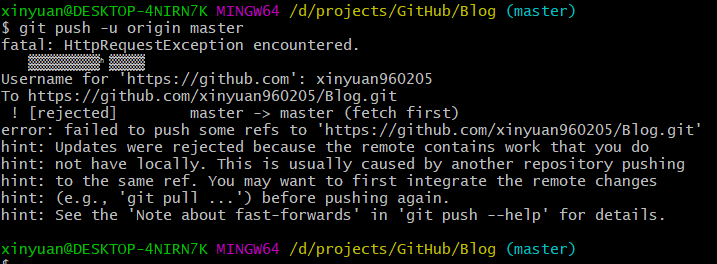 xinyuan@DESKTOP-4NIRN7K MINGW64 /d/projects/GitHub/Blog (master)
$ git push -u origin master
fatal: HttpRequestException encountered.
Username for 'https://github.com': xinyuan960205
To https://github.com/xinyuan960205/Blog.git
 ! [rejected]        master -> master (fetch first)
error: failed to push some refs to 'https://github.com/xinyuan960205/Blog.git'
hint: Updates were rejected because the remote contains work that you do
hint: not have locally. This is usually caused by another repository pushing
hint: to the same ref. You may want to first integrate the remote changes
hint: (e.g., 'git pull ...') before pushing again.
hint: See the 'Note about fast-forwards' in 'git push --help' for details.
xinyuan@DESKTOP-4NIRN7K MINGW64 /d/projects/GitHub/Blog (master)